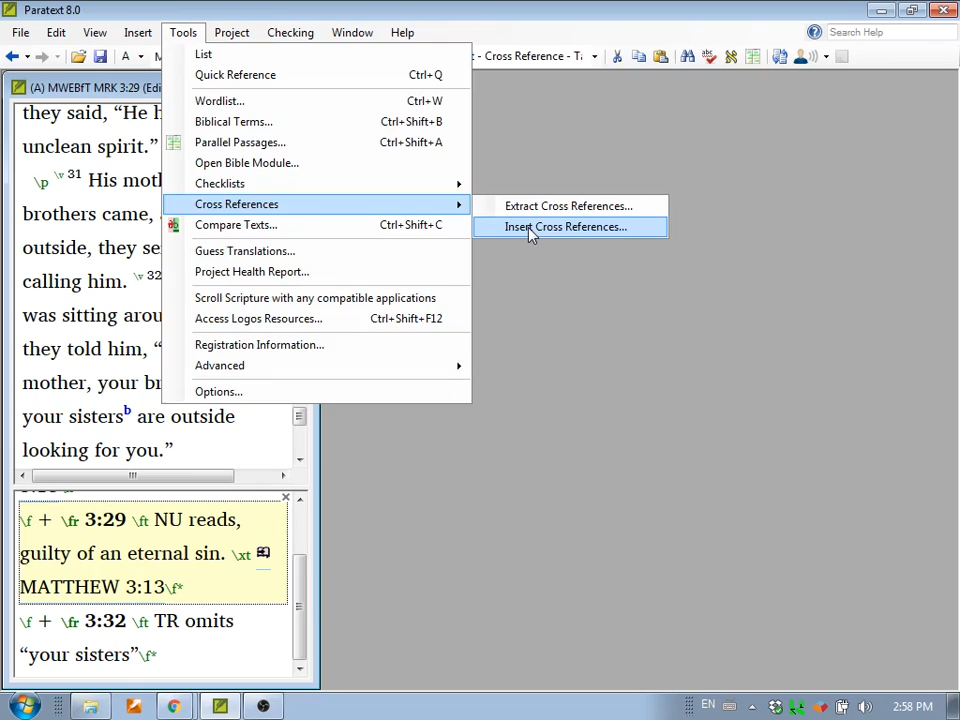 Paratext 8.0
File Edit View Insert Tools Project Checking Window Help
Search Help
A
- Cross Reference - T
(A) MWEBfT MRK 3:29 (Edi
List
Quick Reference Ctrl+Q
Wordlist... Ctrl+W
Biblical Terms... Ctrl+Shift+B
Parallel Passages... Ctrl+Shift+A
Open Bible Module...
Checklists
Cross References
Compare Texts... Ctrl+Shift+C
Guess Translations...
Project Health Report...
Scroll Scripture with any compatible applications
Access Logos Resources... Ctrl+Shift+F12
Registration Information...
Advanced
Options...
Extract Cross References...
Insert Cross References...
they said, “He h
unclean spirit.”
\p \v 31 His moth
brothers came, a
outside, they se
calling him. \v 32
was sitting arou
they told him, “
mother, your br
your sisters b are outside
looking for you.”
\f + \fr 3:29 \ft NU reads,
guilty of an eternal sin. \xt
MATTHEW 3:13\f*
\f + \fr 3:32 \ft TR omits
“your sisters”\f*
EN
2:58 PM